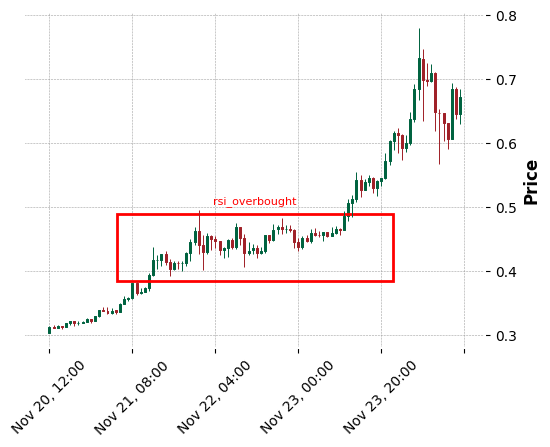 0.8
0.7
0.6
Price
rsi_overbought
0.5
0.4
0.3
Nov 20, 12:00
Nov 21, 08:00
Nov 22, 04:00
Nov 23, 00:00
Nov 23, 20:00